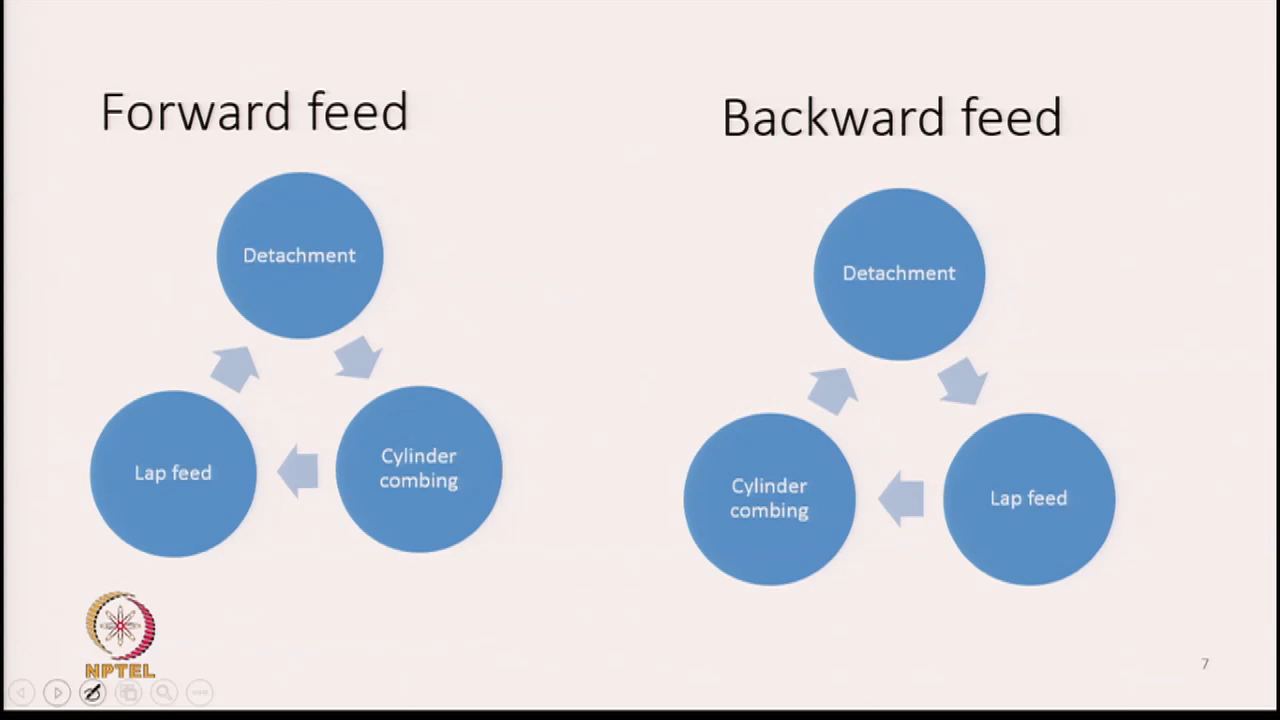 Forward feed
Detachment
Cylinder
combing
Lap feed
Backward feed
Detachment
Lap feed
Cylinder
combing
NPTEL
7